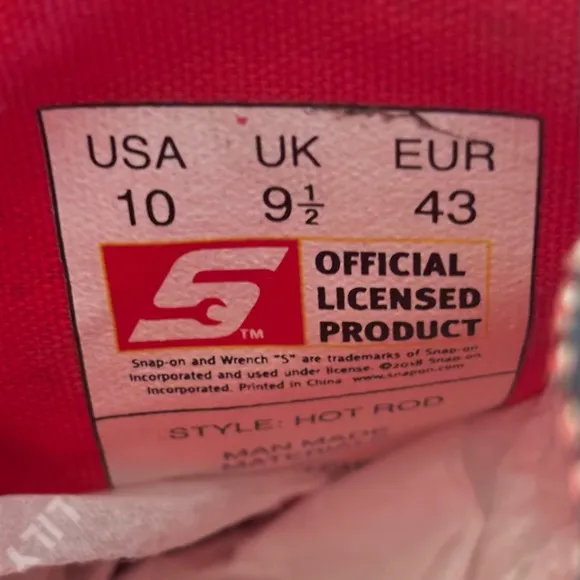 USA UK EUR
10 9½ 43
S TM
OFFICIAL
LICENSED
PRODUCT
Snap-on and Wrench "S" are trademarks of Snap-on
Incorporated and used under license. ©2018 Snap-on
Incorporated. Printed in China www.snapon.com
STYLE: HOT ROD
MAN MADE
MATERIAL